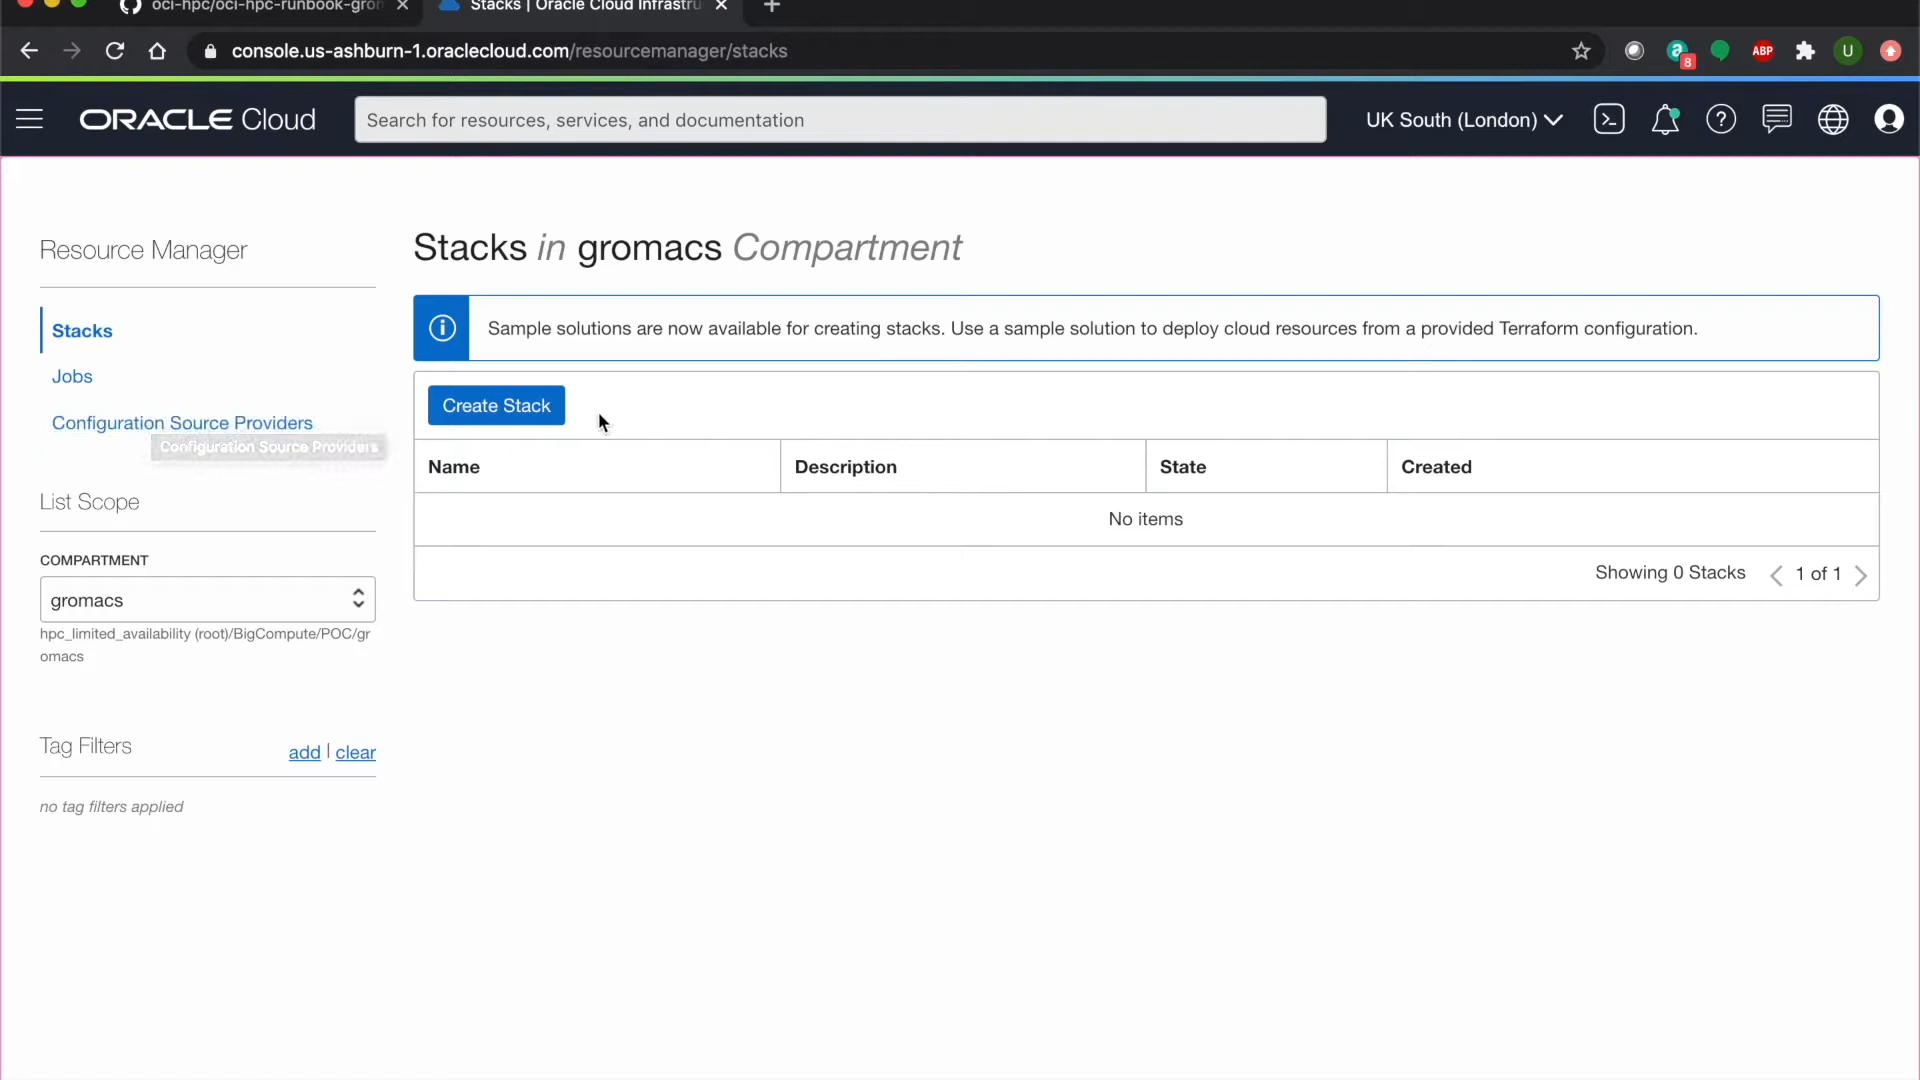 oci-hpc/oci-hpc-runbook-gro
Stacks | Oracle Cloud Infrastru
console.us-ashburn-1.oraclecloud.com/resourcemanager/stacks
8
ABP
U
ORACLE Cloud
Search for resources, services, and documentation
UK South (London)
Resource Manager
Stacks
Jobs
Configuration Source Providers
Configuration Source Providers
List Scope
COMPARTMENT
gromacs
hpc_limited_availability (root)/BigCompute/POC/gr
omacs
Tag Filters
add | clear
no tag filters applied
Stacks in gromacs Compartment
Sample solutions are now available for creating stacks. Use a sample solution to deploy cloud resources from a provided Terraform configuration.
Create Stack
Name Description State Created
No items
Showing 0 Stacks < 1 of 1 >